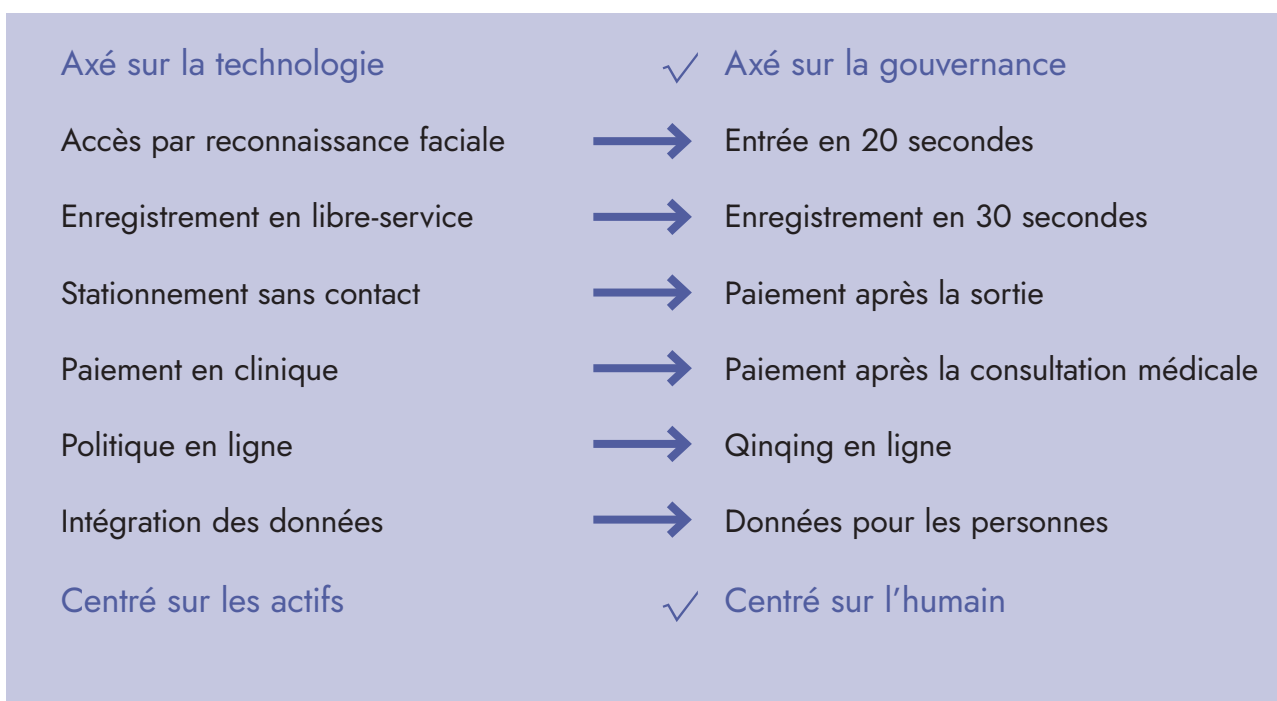 Axé sur la technologie √ Axé sur la gouvernance
Accès par reconnaissance faciale → Entrée en 20 secondes
Enregistrement en libre-service → Enregistrement en 30 secondes
Stationnement sans contact → Paiement après la sortie
Paiement en clinique → Paiement après la consultation médicale
Politique en ligne → Qinqing en ligne
Intégration des données → Données pour les personnes
Centré sur les actifs √ Centré sur l’humain